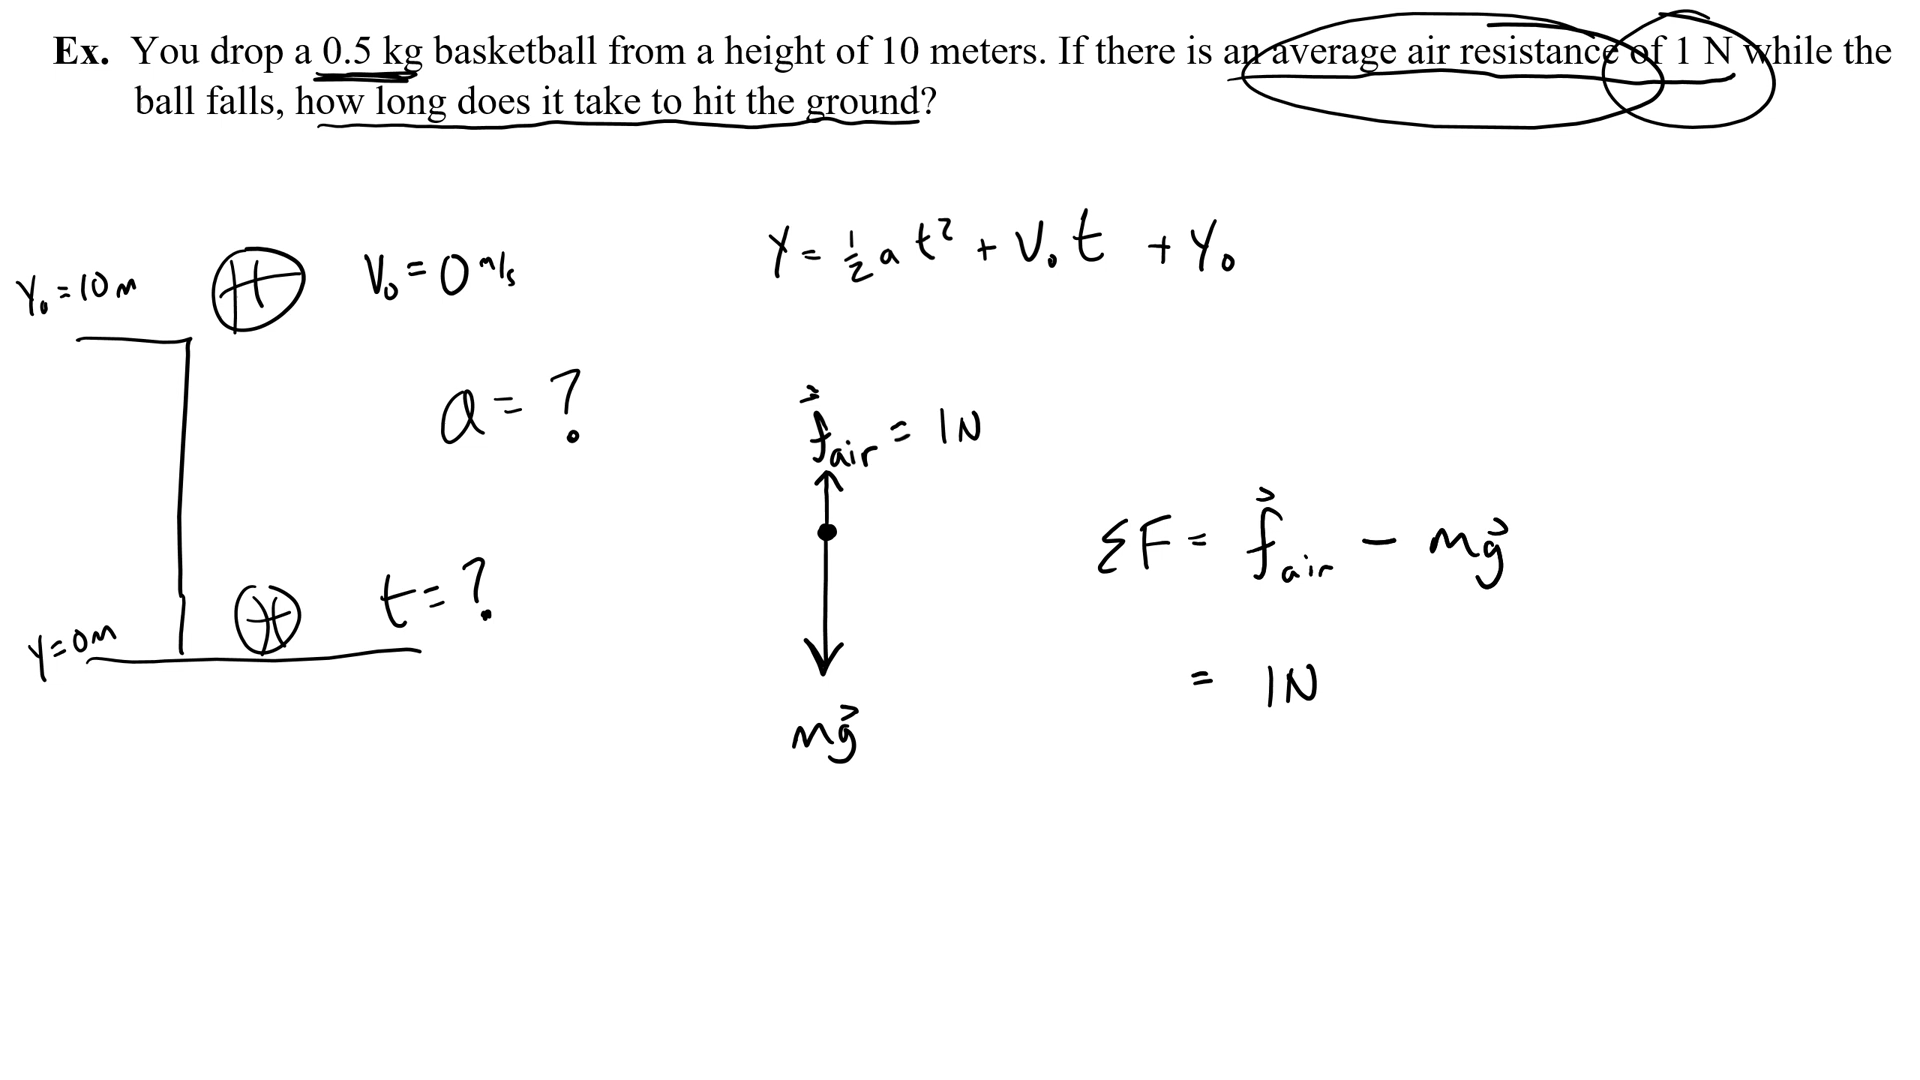 Ex. You drop a 0.5 kg basketball from a height of 10 meters. If there is an average air resistance of 1 N while the
ball falls, how long does it take to hit the ground?
y = ½ a t² + v₀ t + y₀
y₀ = 10 m
v₀ = 0 m/s
a = ?
f⃗air = 1N
ΣF = f⃗air − mg⃗
t = ?
y = 0m
= 1N
mg⃗